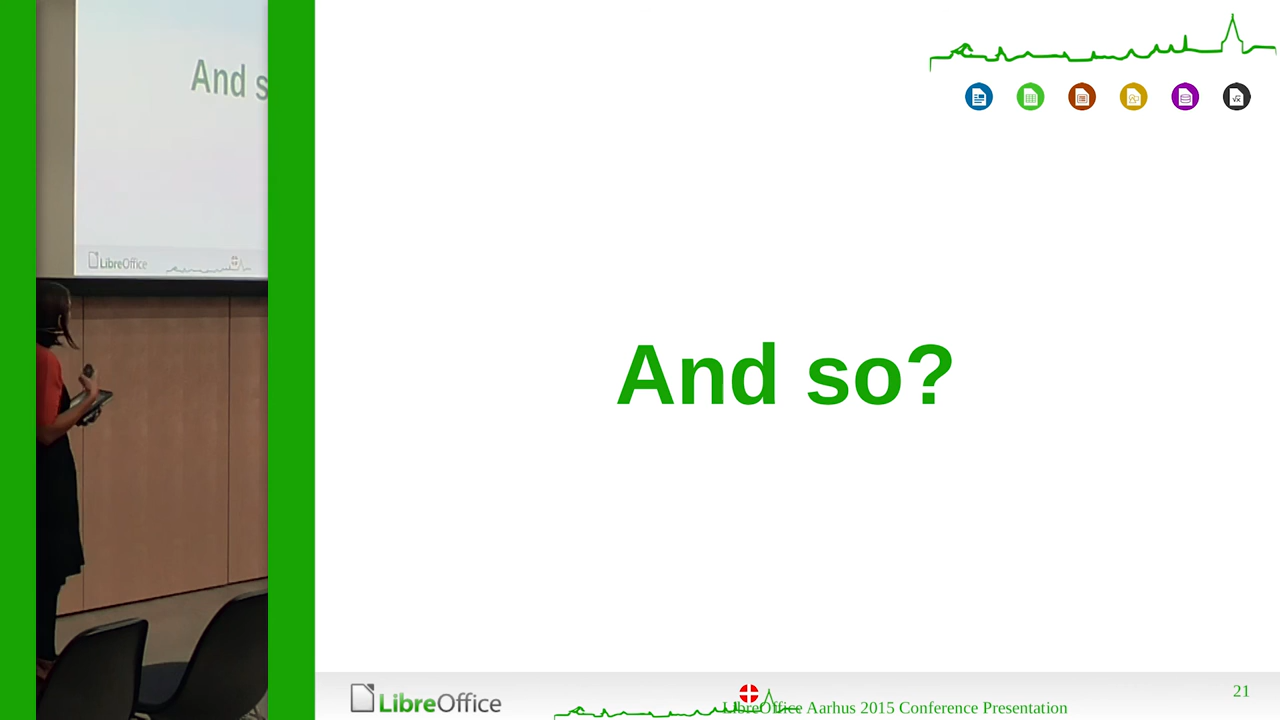 And s
LibreOffice
And so?
LibreOffice
LibreOffice Aarhus 2015 Conference Presentation
21